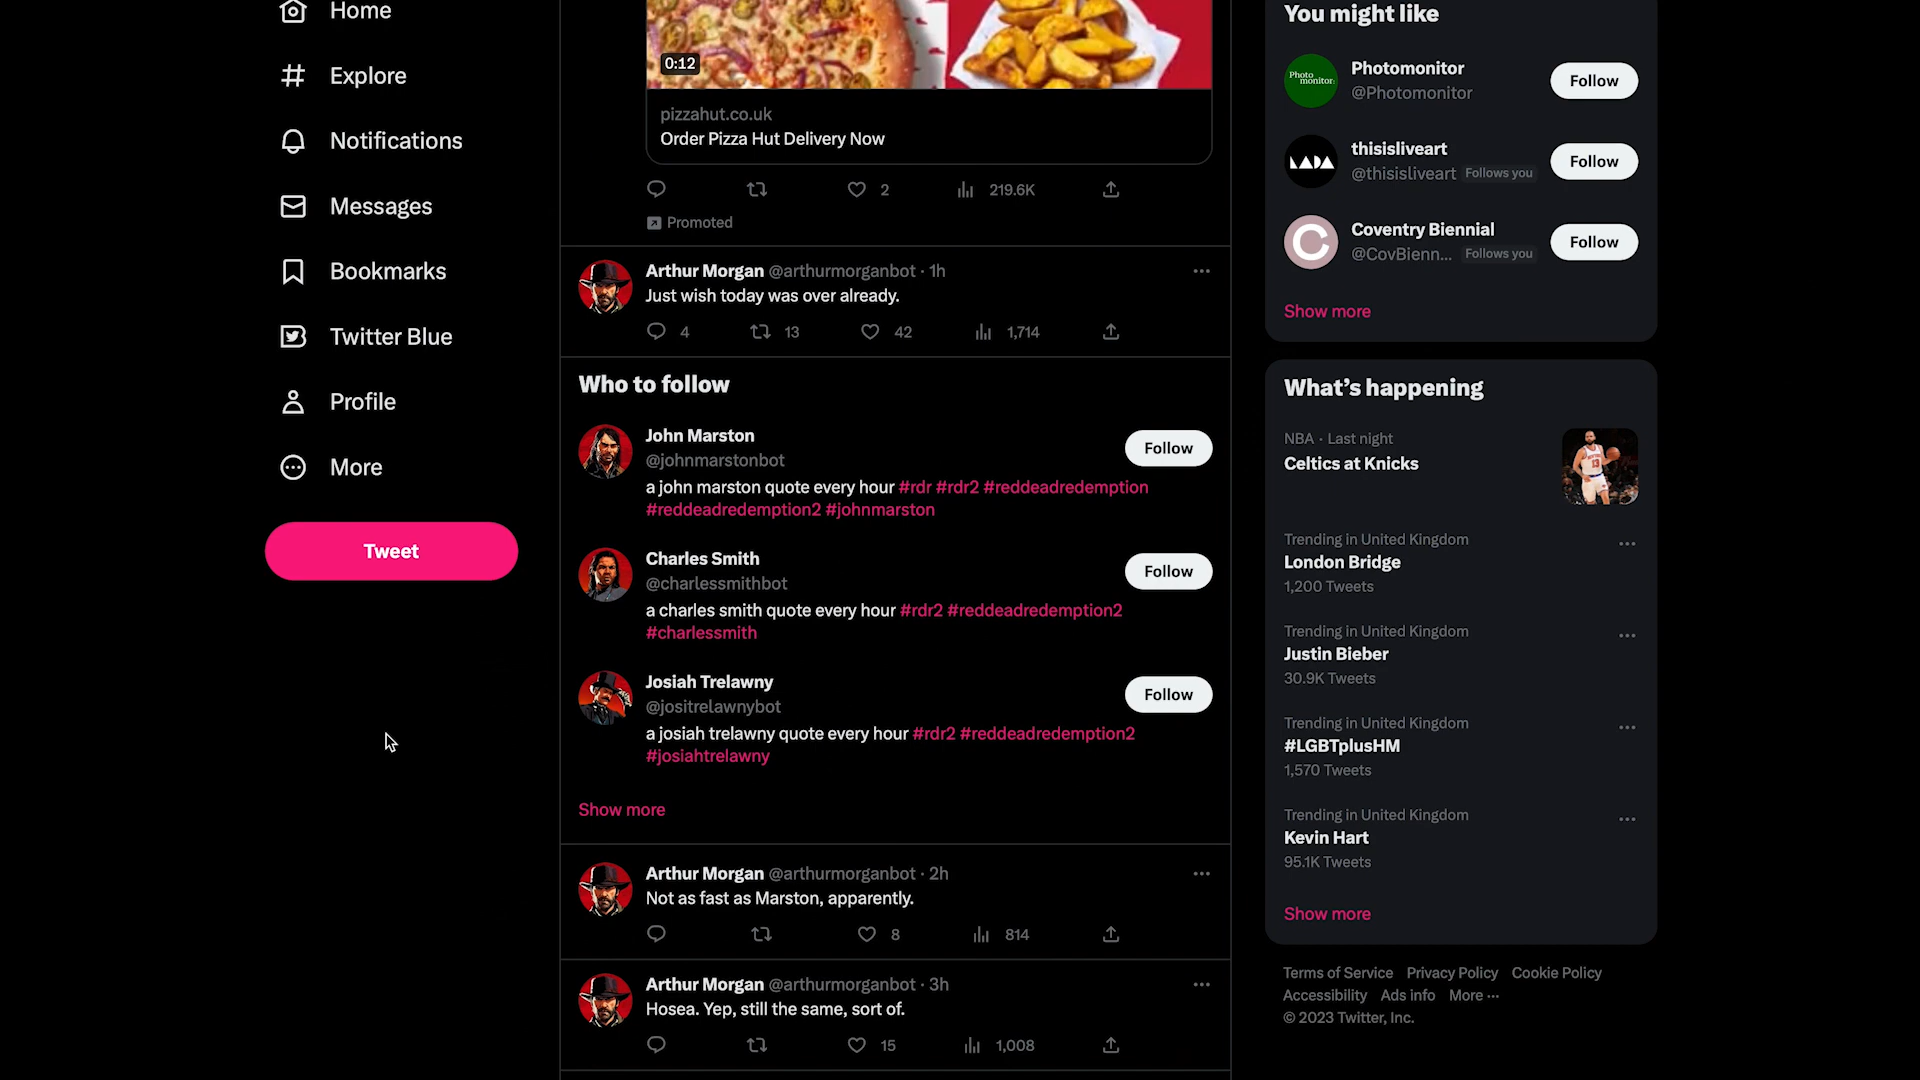 Home
Explore
Notifications
Messages
Bookmarks
Twitter Blue
Profile
More
Tweet
0:12
pizzahut.co.uk
Order Pizza Hut Delivery Now
2 219.6K
Promoted
Arthur Morgan @arthurmorganbot · 1h
Just wish today was over already.
4 13 42 1,714
Who to follow
John Marston
@johnmarstonbot
Follow
a john marston quote every hour #rdr #rdr2 #reddeadredemption
#reddeadredemption2 #johnmarston
Charles Smith
@charlessmithbot
Follow
a charles smith quote every hour #rdr2 #reddeadredemption2
#charlessmith
Josiah Trelawny
@jositrelawnybot
Follow
a josiah trelawny quote every hour #rdr2 #reddeadredemption2
#josiahtrelawny
Show more
Arthur Morgan @arthurmorganbot · 2h
Not as fast as Marston, apparently.
8 814
Arthur Morgan @arthurmorganbot · 3h
Hosea. Yep, still the same, sort of.
15 1,008
You might like
Photo
monitor
Photomonitor
@Photomonitor
Follow
LADA
thisisliveart
@thisisliveart Follows you
Follow
C
Coventry Biennial
@CovBienn... Follows you
Follow
Show more
What's happening
NBA · Last night
Celtics at Knicks
Trending in United Kingdom
London Bridge
1,200 Tweets
Trending in United Kingdom
Justin Bieber
30.9K Tweets
Trending in United Kingdom
#LGBTplusHM
1,570 Tweets
Trending in United Kingdom
Kevin Hart
95.1K Tweets
Show more
Terms of Service Privacy Policy Cookie Policy
Accessibility Ads info More ...
© 2023 Twitter, Inc.